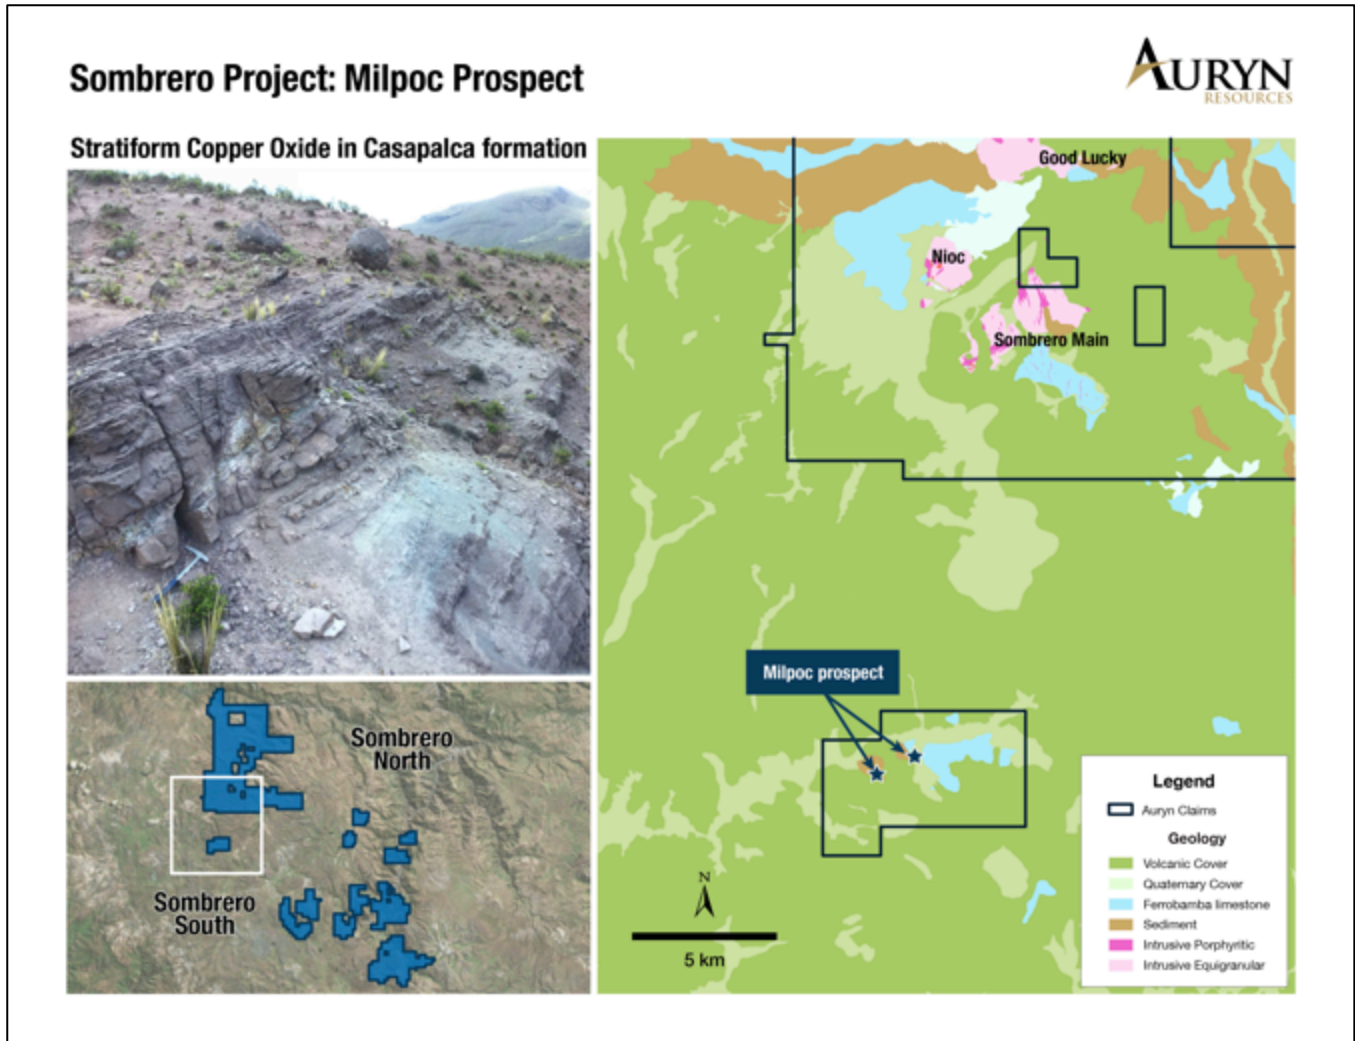 Sombrero Project: Milpoc Prospect
AURYN
RESOURCES
Stratiform Copper Oxide in Casapalca formation
Good Lucky
Nioc
Sombrero Main
Milpoc prospect
Sombrero
North
Sombrero
South
N
5 km
Legend
Auryn Claims
Geology
Volcanic Cover
Quaternary Cover
Ferrobamba limestone
Sediment
Intrusive Porphyritic
Intrusive Equigranular